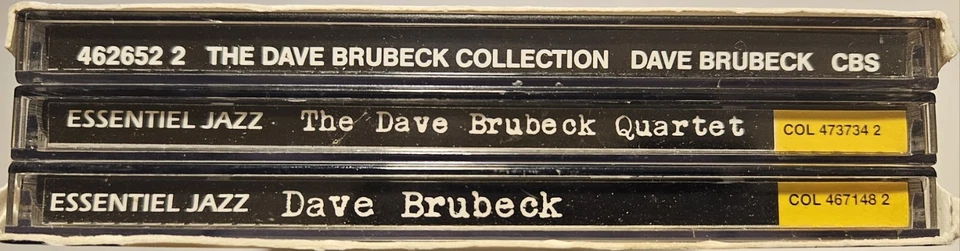 462652 2 THE DAVE BRUBECK COLLECTION DAVE BRUBECK CBS
ESSENTIEL JAZZ The Dave Brubeck Quartet COL 473734 2
ESSENTIEL JAZZ Dave Brubeck COL 467148 2